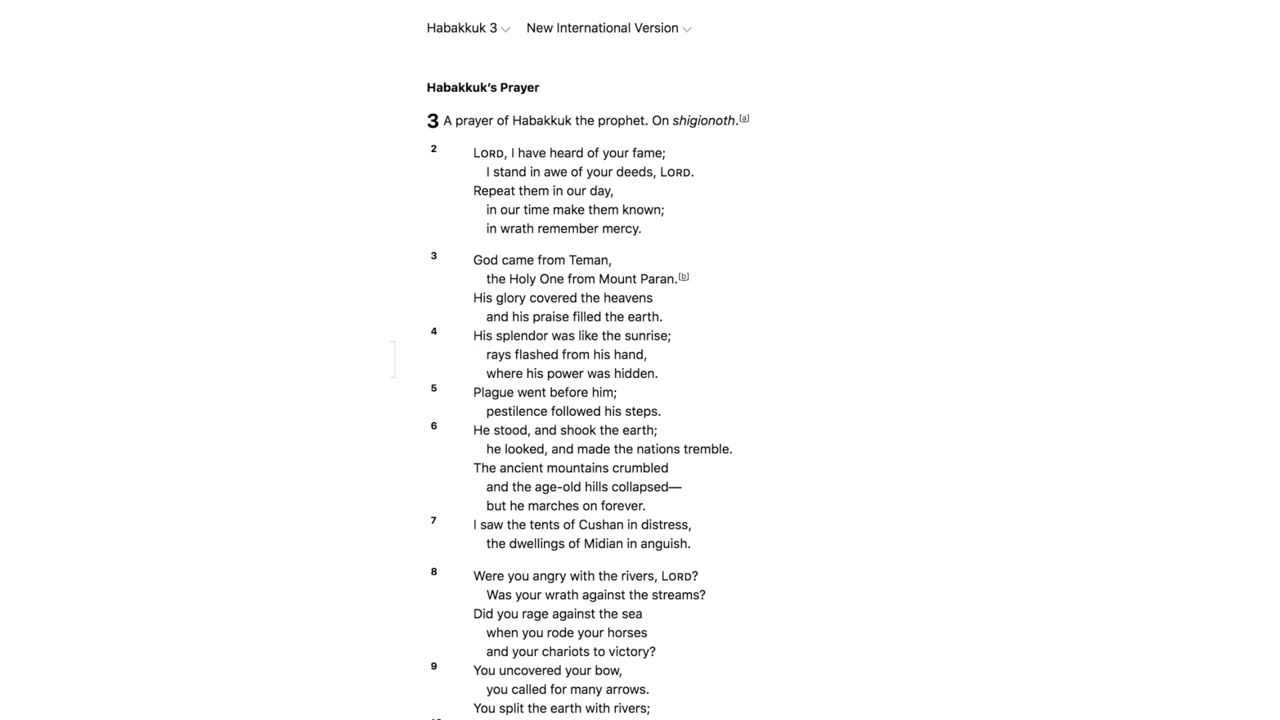 Habakkuk 3 New International Version
Habakkuk's Prayer
3 A prayer of Habakkuk the prophet. On shigionoth.[a]
2 LORD, I have heard of your fame;
I stand in awe of your deeds, LORD.
Repeat them in our day,
in our time make them known;
in wrath remember mercy.
3 God came from Teman,
the Holy One from Mount Paran.[b]
His glory covered the heavens
and his praise filled the earth.
4 His splendor was like the sunrise;
rays flashed from his hand,
where his power was hidden.
5 Plague went before him;
pestilence followed his steps.
6 He stood, and shook the earth;
he looked, and made the nations tremble.
The ancient mountains crumbled
and the age-old hills collapsed—
but he marches on forever.
7 I saw the tents of Cushan in distress,
the dwellings of Midian in anguish.
8 Were you angry with the rivers, LORD?
Was your wrath against the streams?
Did you rage against the sea
when you rode your horses
and your chariots to victory?
9 You uncovered your bow,
you called for many arrows.
You split the earth with rivers;